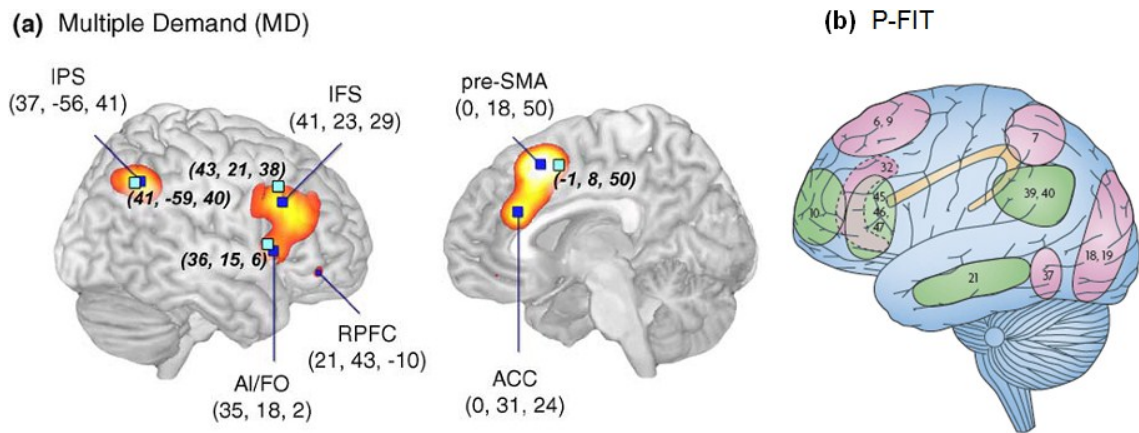 (a) Multiple Demand (MD)
IPS
(37, -56, 41)
IFS
(41, 23, 29)
(43, 21, 38)
(41, -59, 40)
(36, 15, 6)
RPFC
(21, 43, -10)
AI/FO
(35, 18, 2)
pre-SMA
(0, 18, 50)
(-1, 8, 50)
ACC
(0, 31, 24)
(b) P-FIT
6, 9
7
32
45
46
47
10
39, 40
18, 19
21
37